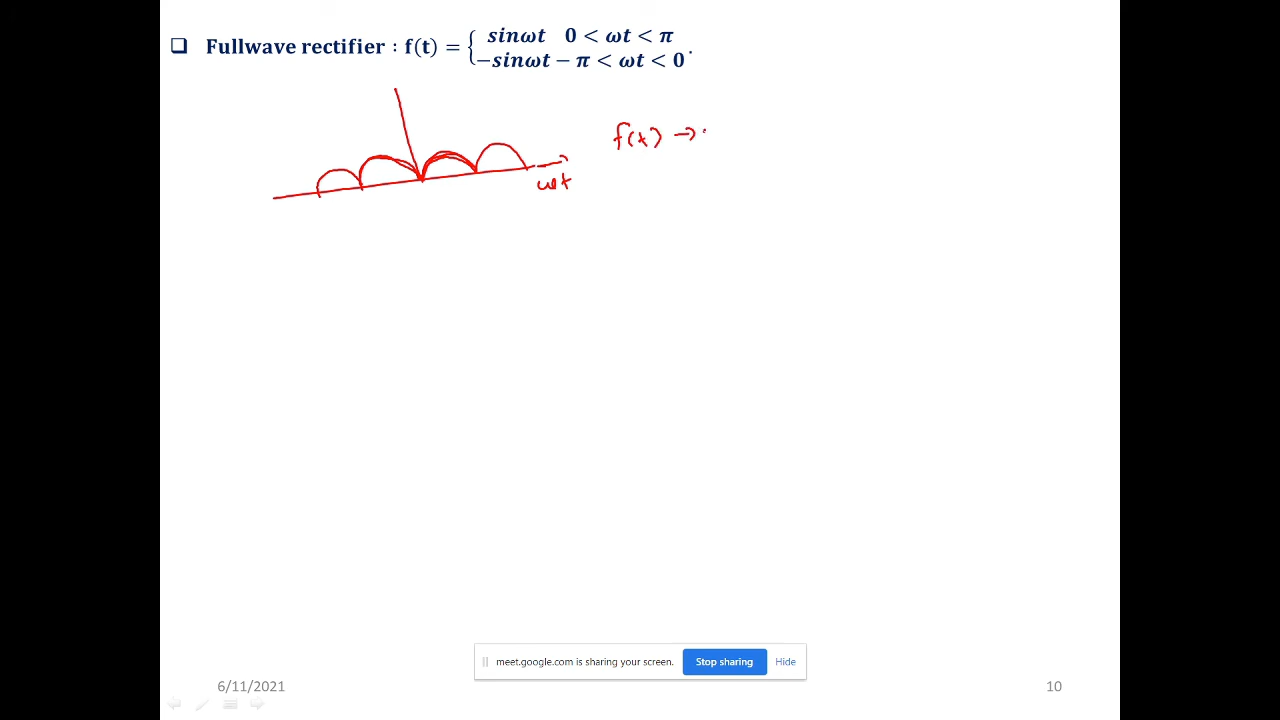 ❑ Fullwave rectifier : f(t) = { sinωt 0 < ωt < π
−sinωt − π < ωt < 0 .
f(t) →
ωt
meet.google.com is sharing your screen. Stop sharing Hide
6/11/2021 10